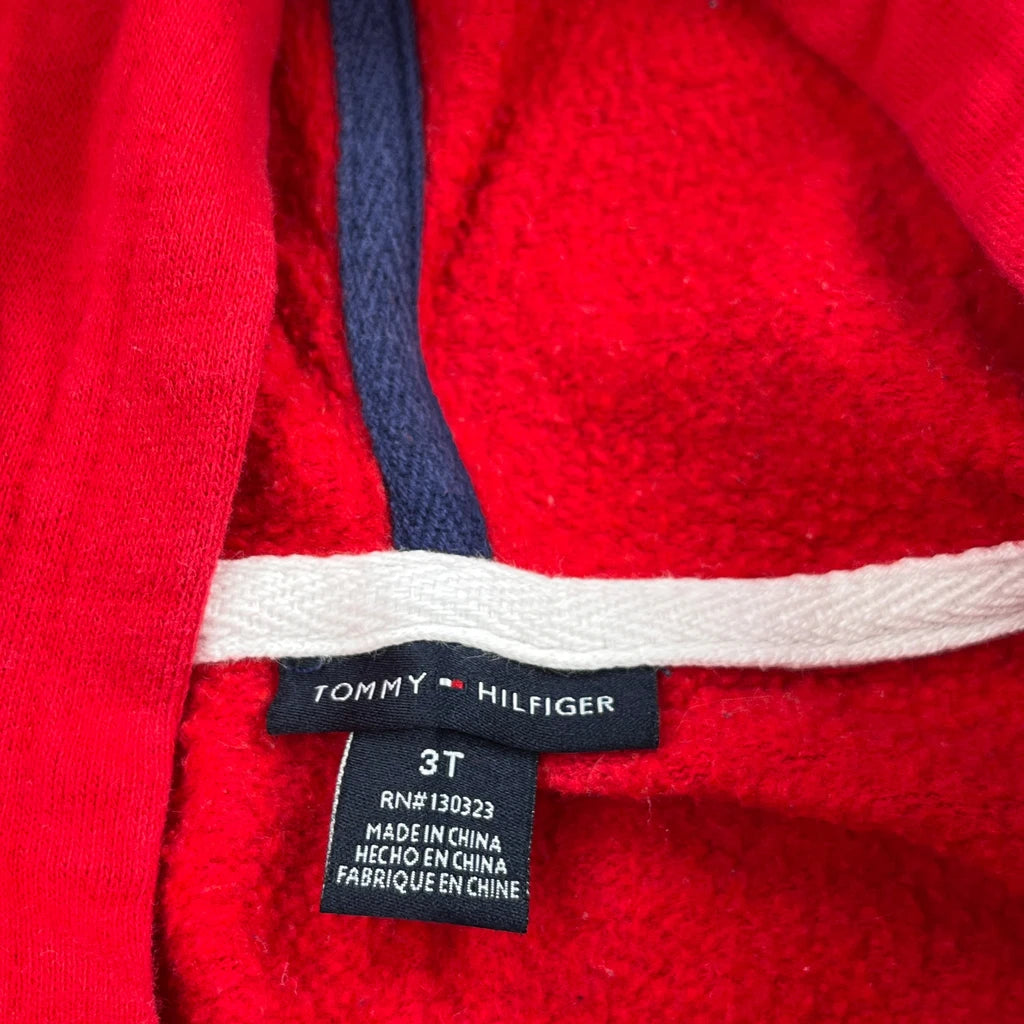 TOMMY HILFIGER
3T
RN#130323
MADE IN CHINA
HECHO EN CHINA
FABRIQUE EN CHINE